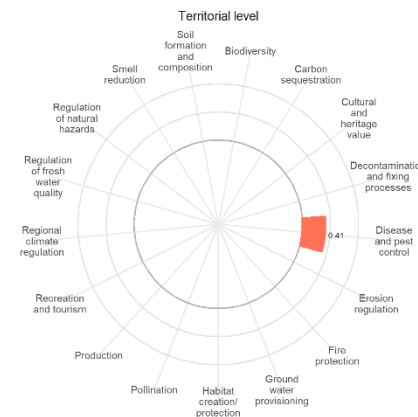 Territorial level
Soil
formation
and
composition
Biodiversity
Carbon
sequestration
Cultural
and
heritage
value
Decontaminatio
and fixing
processes
0.41
Disease
and pest
control
Erosion
regulation
Fire
protection
Ground
water
provisioning
Habitat
creation/
protection
Pollination
Production
Recreation
and tourism
Regional
climate
regulation
Regulation
of fresh
water
quality
Regulation
of natural
hazards
Smell
reduction